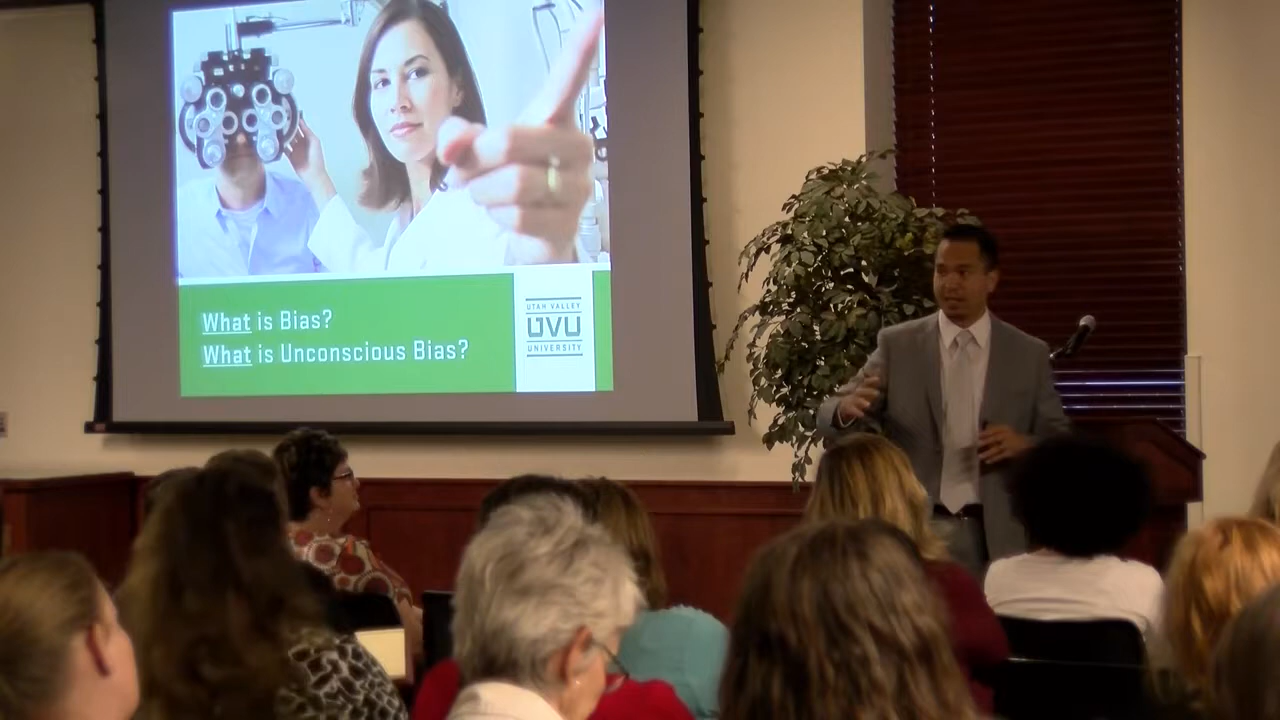 What is Bias?
What is Unconscious Bias?
UTAH VALLEY
UVU
UNIVERSITY